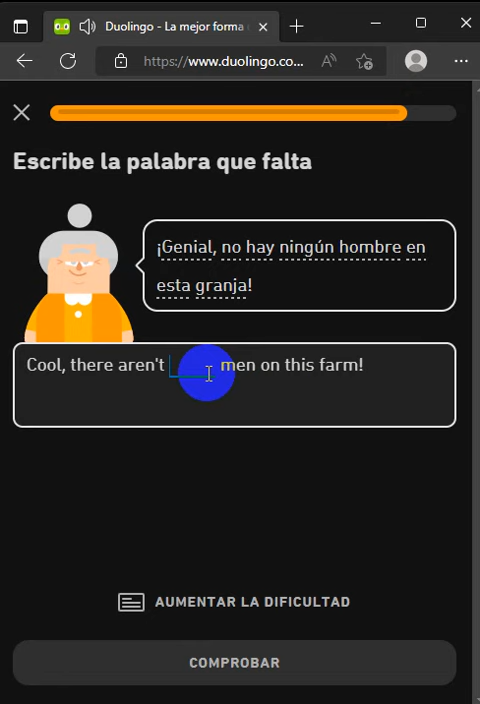 Duolingo - La mejor forma
https://www.duolingo.co...
Escribe la palabra que falta
¡Genial, no hay ningún hombre en
esta granja!
Cool, there aren't men on this farm!
AUMENTAR LA DIFICULTAD
COMPROBAR